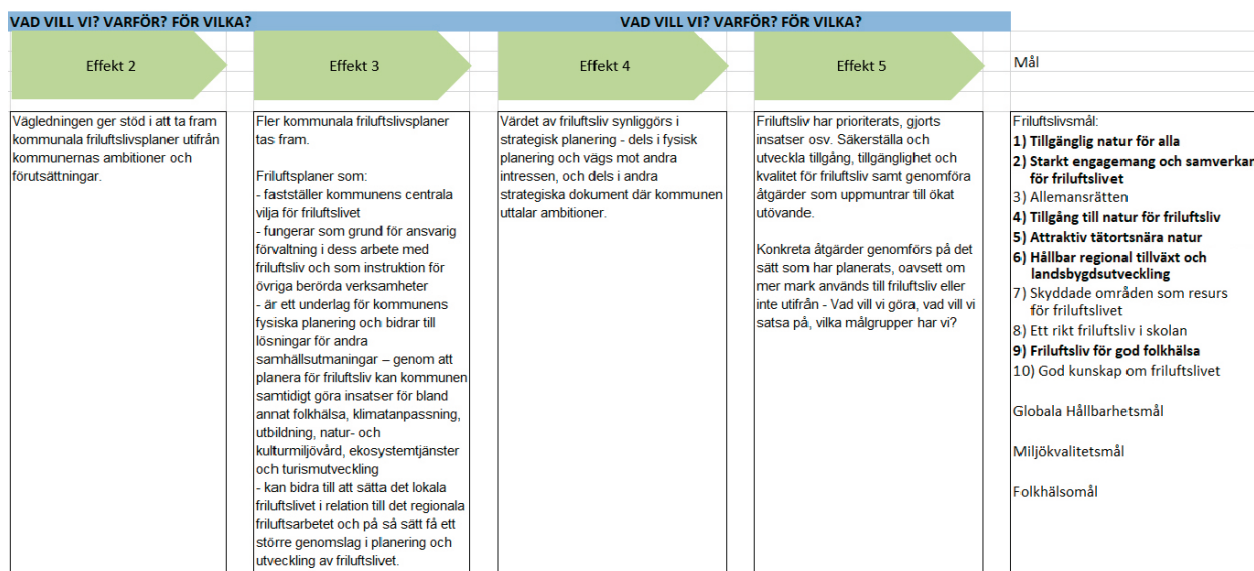 VAD VILL VI? VARFÖR? FÖR VILKA?
VAD VILL VI? VARFÖR? FÖR VILKA?
Effekt 2
Effekt 3
Effekt 4
Effekt 5
Mål
Vägledningen ger stöd i att ta fram
kommunala friluftslivsplaner utifrån
kommunernas ambitioner och
förutsättningar.
Fler kommunala friluftslivsplaner
tas fram.
Friluftsplaner som:
- fastställer kommunens centrala
vilja för friluftslivet
- fungerar som grund för ansvarig
förvaltning i dess arbete med
friluftsliv och som instruktion för
övriga berörda verksamheter
- är ett underlag för kommunens
fysiska planering och bidrar till
lösningar för andra
samhällsutmaningar – genom att
planera för friluftsliv kan kommunen
samtidigt göra insatser för bland
annat folkhälsa, klimatanpassning,
utbildning, natur- och
kulturmiljövård, ekosystemtjänster
och turismutveckling
- kan bidra till att sätta det lokala
friluftslivet i relation till det regionala
friluftsarbetet och på så sätt få ett
större genomslag i planering och
utveckling av friluftslivet.
Värdet av friluftsliv synliggörs i
strategisk planering - dels i fysisk
planering och vägs mot andra
intressen, och dels i andra
strategiska dokument där kommunen
uttalar ambitioner.
Friluftsliv har prioriterats, gjorts
insatser osv. Säkerställa och
utveckla tillgång, tillgänglighet och
kvalitet för friluftsliv samt genomföra
åtgärder som uppmuntrar till ökat
utövande.
Konkreta åtgärder genomförs på det
sätt som har planerats, oavsett om
mer mark används till friluftsliv eller
inte utifrån - Vad vill vi göra, vad vill vi
satsa på, vilka målgrupper har vi?
Friluftslivsmål:
1) Tillgänglig natur för alla
2) Starkt engagemang och samverkan
för friluftslivet
3) Allemansrätten
4) Tillgång till natur för friluftsliv
5) Attraktiv tätortsnära natur
6) Hållbar regional tillväxt och
landsbygdsutveckling
7) Skyddade områden som resurs
för friluftslivet
8) Ett rikt friluftsliv i skolan
9) Friluftsliv för god folkhälsa
10) God kunskap om friluftslivet
Globala Hållbarhetsmål
Miljökvalitetsmål
Folkhälsomål